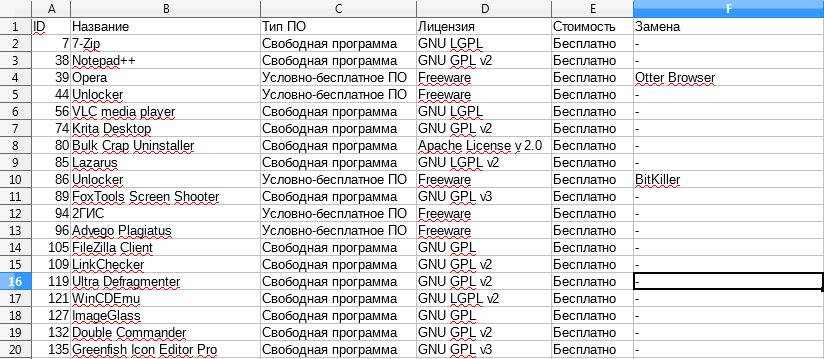 A B C D E F
1 ID Название Тип ПО Лицензия Стоимость Замена
2 7 7-Zip Свободная программа GNU LGPL Бесплатно -
3 38 Notepad++ Свободная программа GNU GPL v2 Бесплатно -
4 39 Opera Условно-бесплатное ПО Freeware Бесплатно Otter Browser
5 44 Unlocker Условно-бесплатное ПО Freeware Бесплатно -
6 56 VLC media player Свободная программа GNU LGPL Бесплатно -
7 74 Krita Desktop Свободная программа GNU GPL v2 Бесплатно -
8 80 Bulk Crap Uninstaller Свободная программа Apache License v 2.0 Бесплатно -
9 85 Lazarus Свободная программа GNU LGPL v2 Бесплатно -
10 86 Unlocker Условно-бесплатное ПО Freeware Бесплатно BitKiller
11 89 FoxTools Screen Shooter Свободная программа GNU GPL v3 Бесплатно -
12 94 2ГИС Условно-бесплатное ПО Freeware Бесплатно -
13 96 Advego Plagiatus Условно-бесплатное ПО Freeware Бесплатно -
14 105 FileZilla Client Свободная программа GNU GPL Бесплатно -
15 109 LinkChecker Свободная программа GNU GPL v2 Бесплатно -
16 119 Ultra Defragmenter Свободная программа GNU GPL v2 Бесплатно -
17 121 WinCDEmu Свободная программа GNU LGPL v2 Бесплатно -
18 127 ImageGlass Свободная программа GNU GPL Бесплатно -
19 132 Double Commander Свободная программа GNU GPL v2 Бесплатно -
20 135 Greenfish Icon Editor Pro Свободная программа GNU GPL v3 Бесплатно -